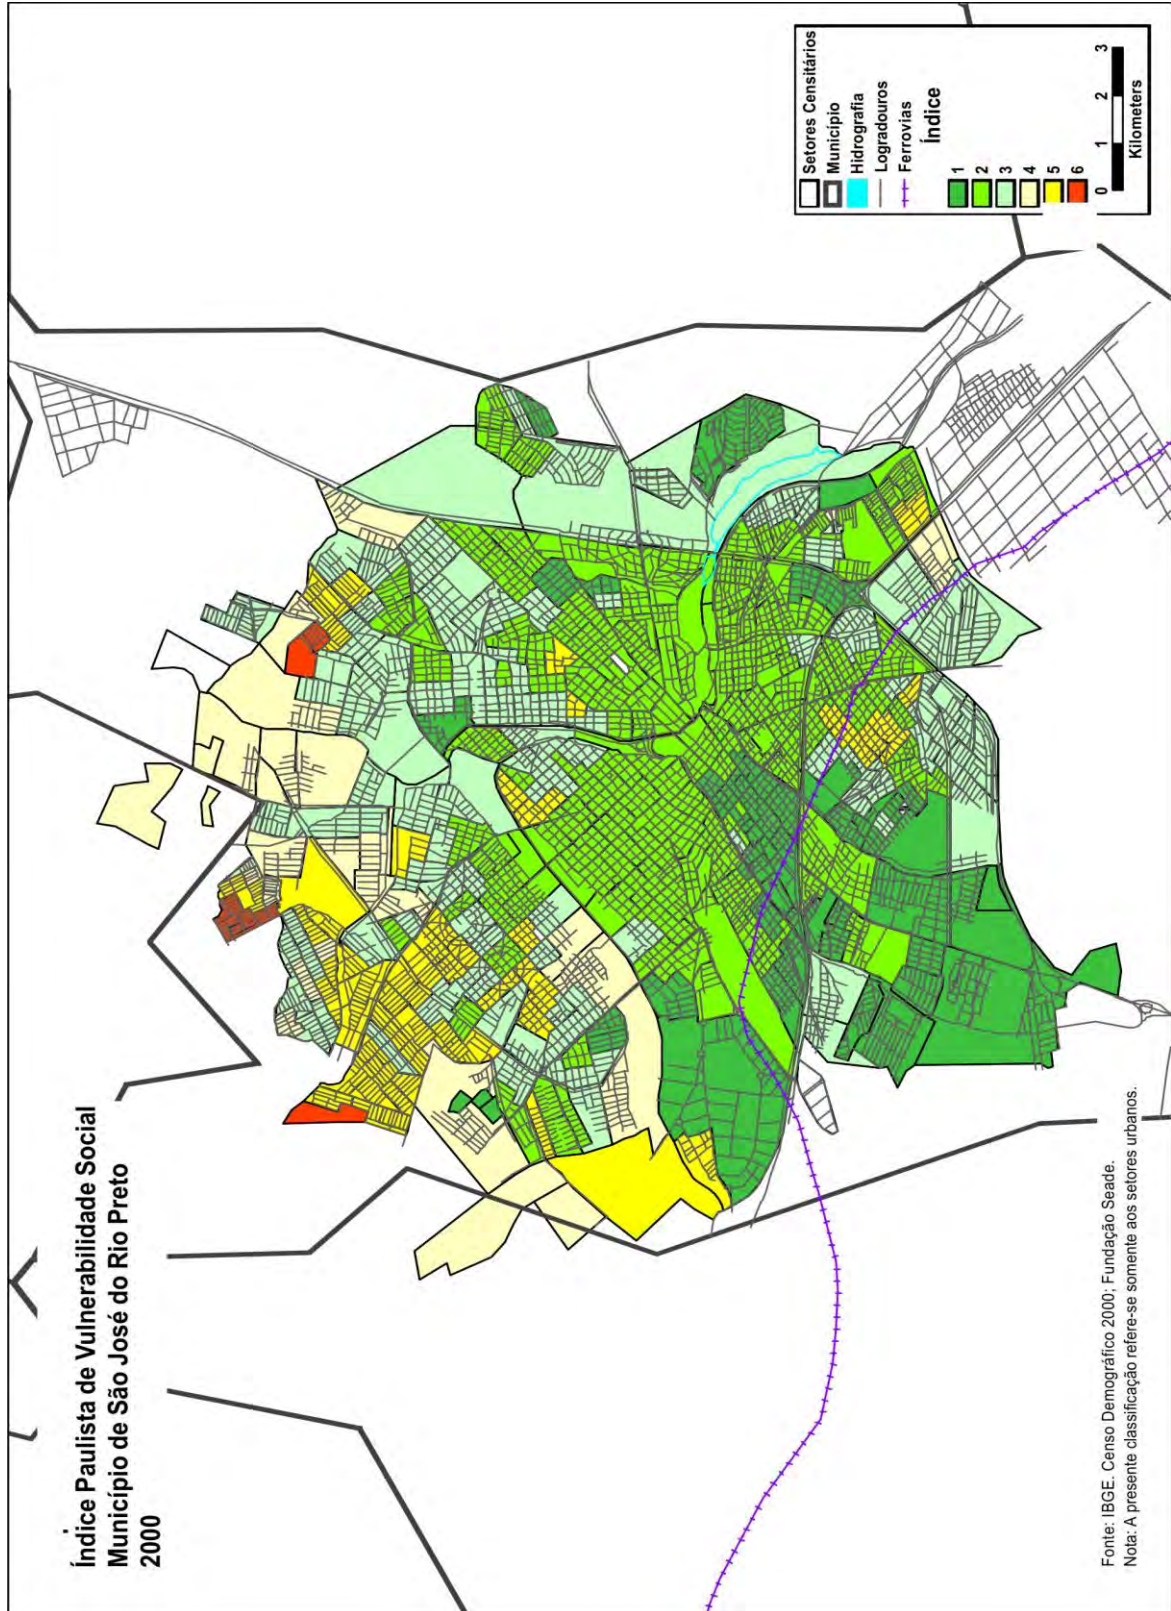 Índice Paulista de Vulnerabilidade Social
Município de São José do Rio Preto
2000
Setores Censitários
Município
Hidrografia
Logradouros
Ferrovias
Índice
1
2
3
4
5
6
0 1 2 3
Kilometers
Fonte: IBGE. Censo Demográfico 2000; Fundação Seade.
Nota: A presente classificação refere-se somente aos setores urbanos.